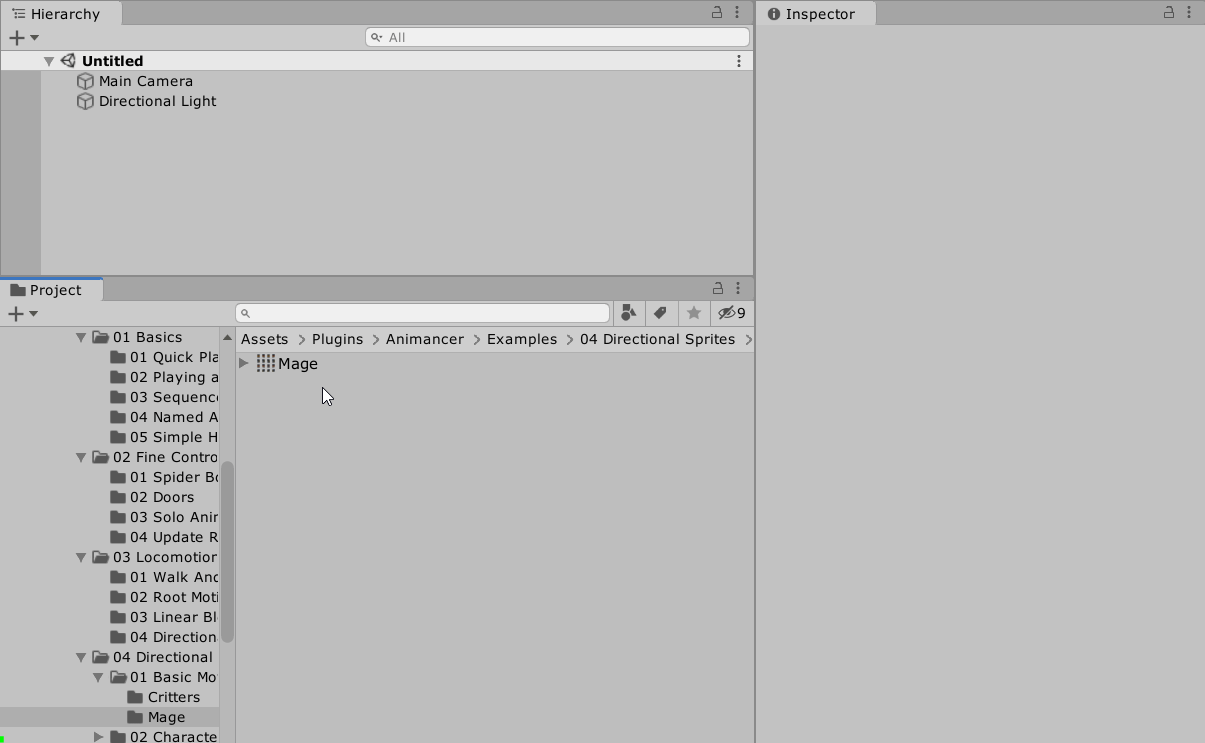 Hierarchy
All
Untitled
Main Camera
Directional Light
Inspector
Project
9
01 Basics
01 Quick Pla
02 Playing a
03 Sequenc
04 Named A
05 Simple H
02 Fine Contro
01 Spider Bo
02 Doors
03 Solo Anir
04 Update R
03 Locomotion
01 Walk And
02 Root Moti
03 Linear Bl
04 Direction
04 Directional
01 Basic Mo
Critters
Mage
02 Characte
Assets > Plugins > Animancer > Examples > 04 Directional Sprites >
Mage